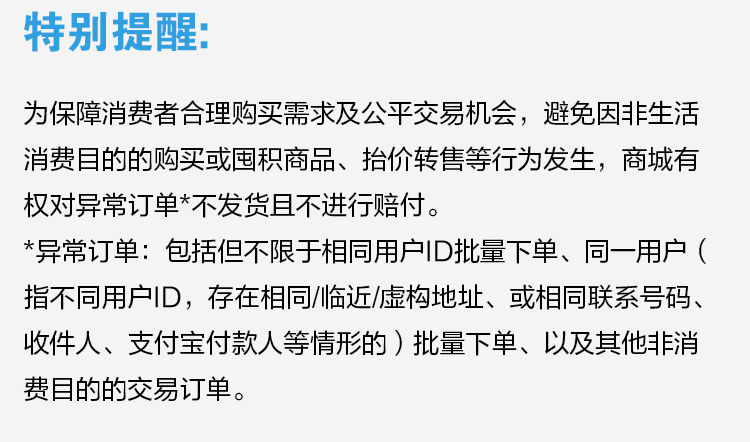 特别提醒:
为保障消费者合理购买需求及公平交易机会，避免因非生活
消费目的的购买或囤积商品、抬价转售等行为发生，商城有
权对异常订单*不发货且不进行赔付。
*异常订单：包括但不限于相同用户ID批量下单、同一用户（
指不同用户ID，存在相同/临近/虚构地址、或相同联系号码、
收件人、支付宝付款人等情形的）批量下单、以及其他非消
费目的的交易订单。